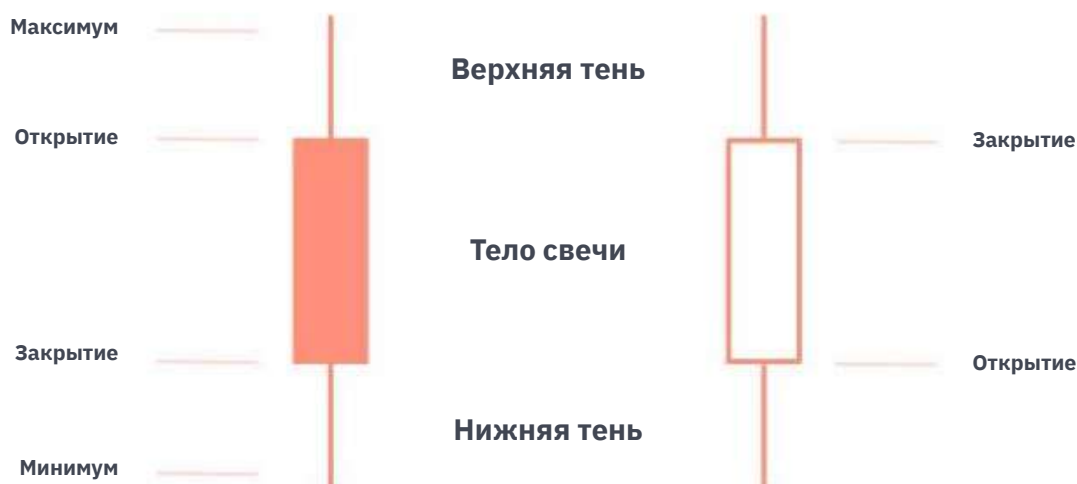 Максимум
Верхняя тень
Открытие
Закрытие
Тело свечи
Закрытие
Открытие
Нижняя тень
Минимум